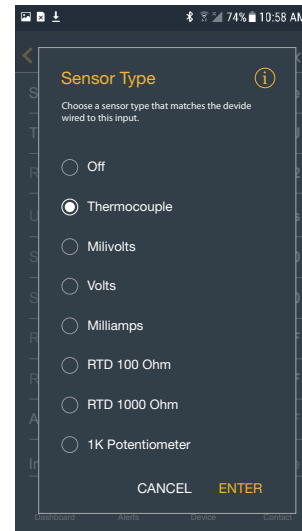 74% 10:58 AM
Sensor Type
i
Choose a sensor type that matches the devide
wired to this input.
Off
Thermocouple
Milivolts
Volts
Milliamps
RTD 100 Ohm
RTD 1000 Ohm
1K Potentiometer
CANCEL ENTER
Dashboard Alerts Device Contact